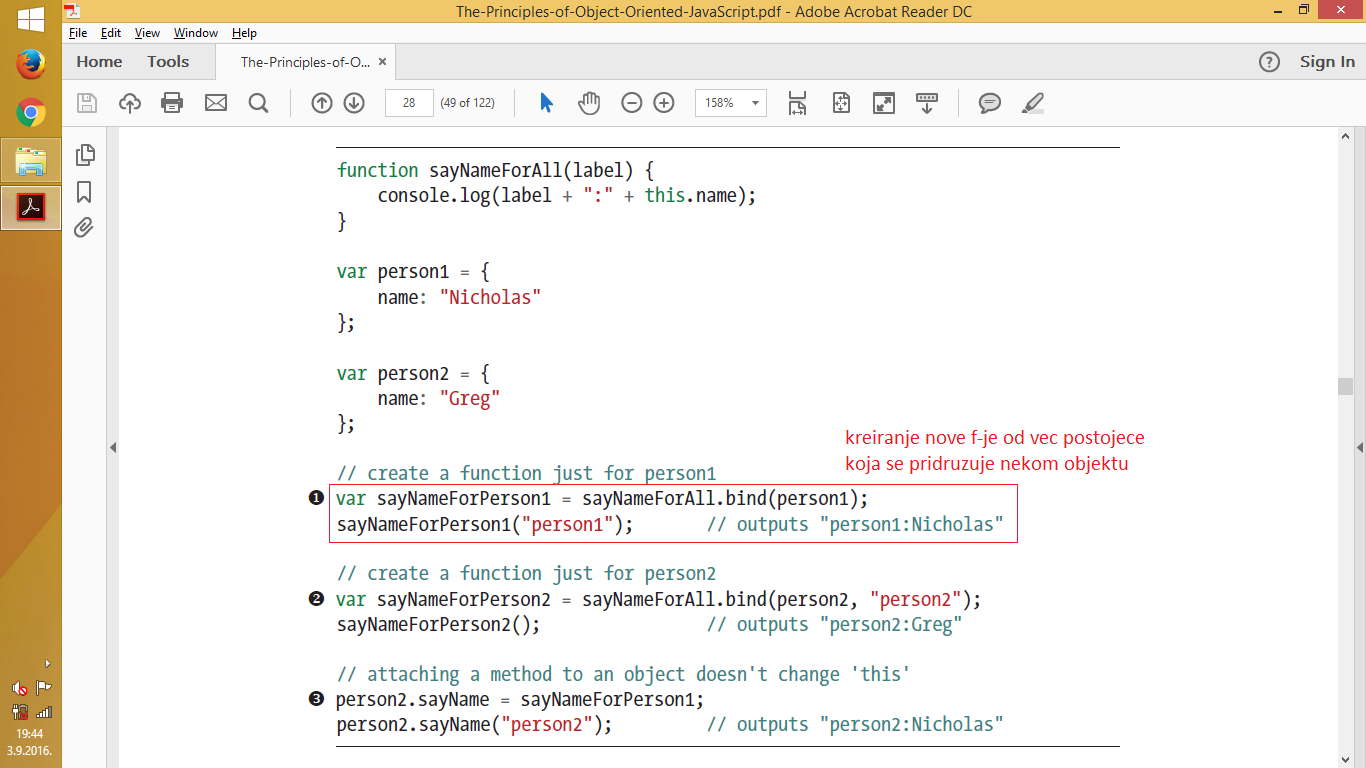 The-Principles-of-Object-Oriented-JavaScript.pdf - Adobe Acrobat Reader DC
File Edit View Window Help
Home Tools The-Principles-of-O... ×
? Sign In
28 (49 of 122) 158%
function sayNameForAll(label) {
    console.log(label + ":" + this.name);
}
var person1 = {
    name: "Nicholas"
};
var person2 = {
    name: "Greg"
};
kreiranje nove f-je od vec postojece
koja se pridruzuje nekom objektu
// create a function just for person1
❶ var sayNameForPerson1 = sayNameForAll.bind(person1);
sayNameForPerson1("person1"); // outputs "person1:Nicholas"
// create a function just for person2
❷ var sayNameForPerson2 = sayNameForAll.bind(person2, "person2");
sayNameForPerson2(); // outputs "person2:Greg"
// attaching a method to an object doesn't change 'this'
❸ person2.sayName = sayNameForPerson1;
person2.sayName("person2"); // outputs "person2:Nicholas"
19:44
3.9.2016.